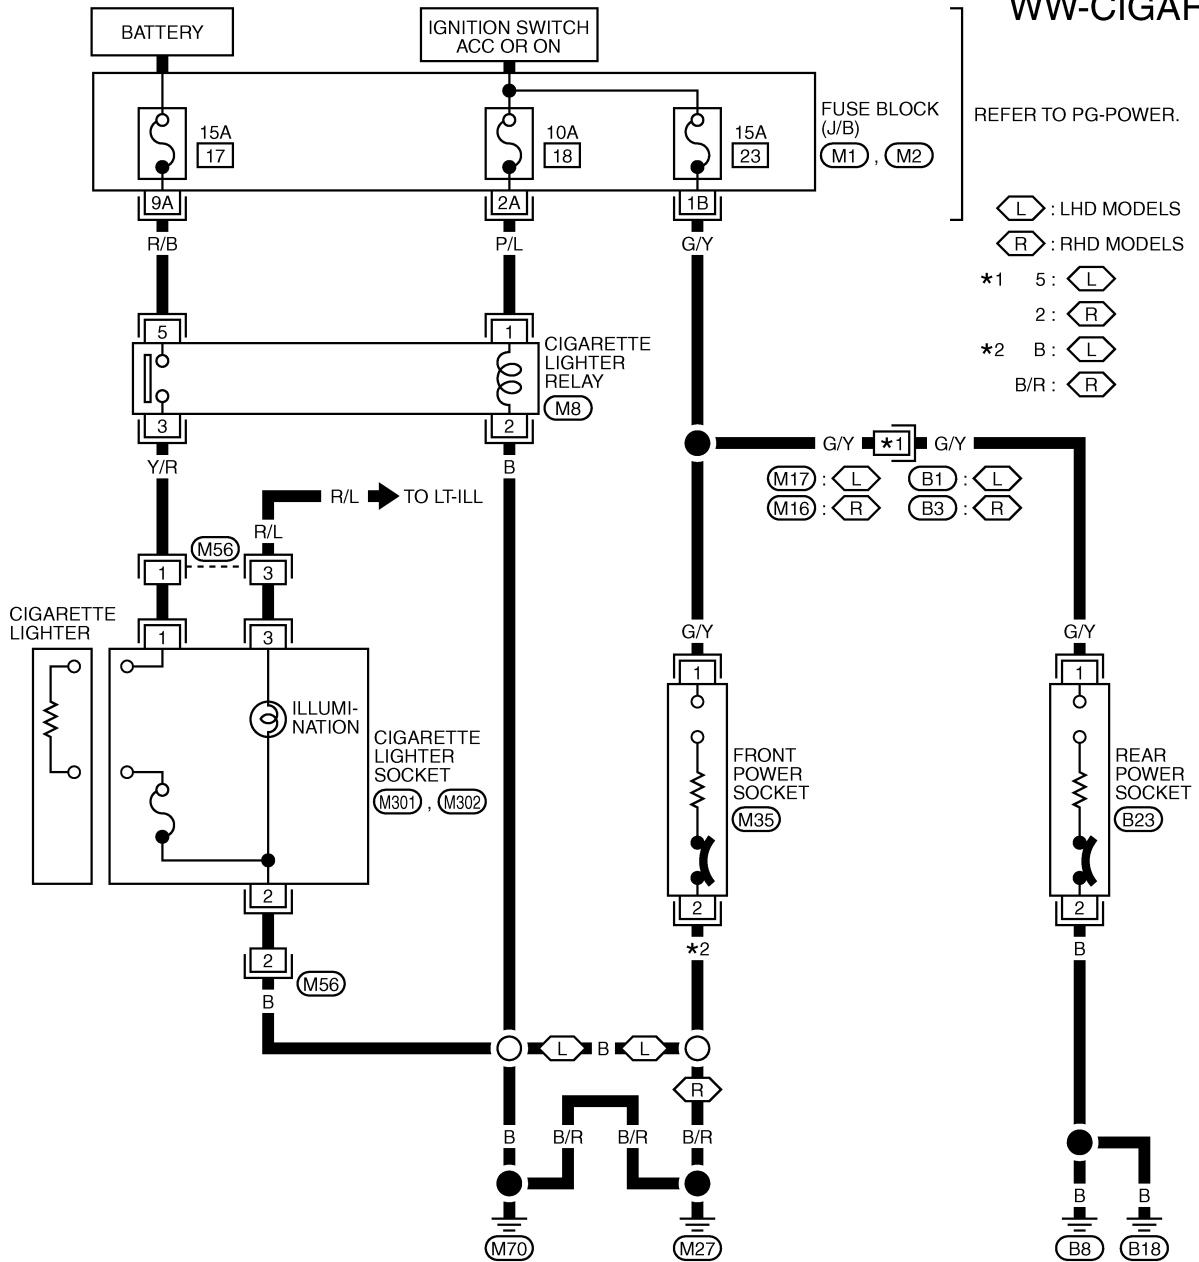 WW-CIGAR
BATTERY
IGNITION SWITCH
ACC OR ON
15A
17
10A
18
15A
23
FUSE BLOCK
(J/B)
M1 , M2
REFER TO PG-POWER.
9A
2A
1B
R/B
P/L
G/Y
L : LHD MODELS
R : RHD MODELS
*1 5 : L
2 : R
*2 B : L
B/R : R
5
1
CIGARETTE
LIGHTER
RELAY
M8
3
2
Y/R
B
G/Y *1 G/Y
M17 : L B1 : L
M16 : R B3 : R
R/L TO LT-ILL
R/L
M56
1
3
CIGARETTE
LIGHTER
1
3
G/Y
G/Y
1
1
ILLUMI-
NATION
CIGARETTE
LIGHTER
SOCKET
M301 , M302
FRONT
POWER
SOCKET
M35
REAR
POWER
SOCKET
B23
2
2
2
*2
B
2
M56
B
L B L
R
B
B/R
B/R
B/R
B
B
M70
M27
B8
B18